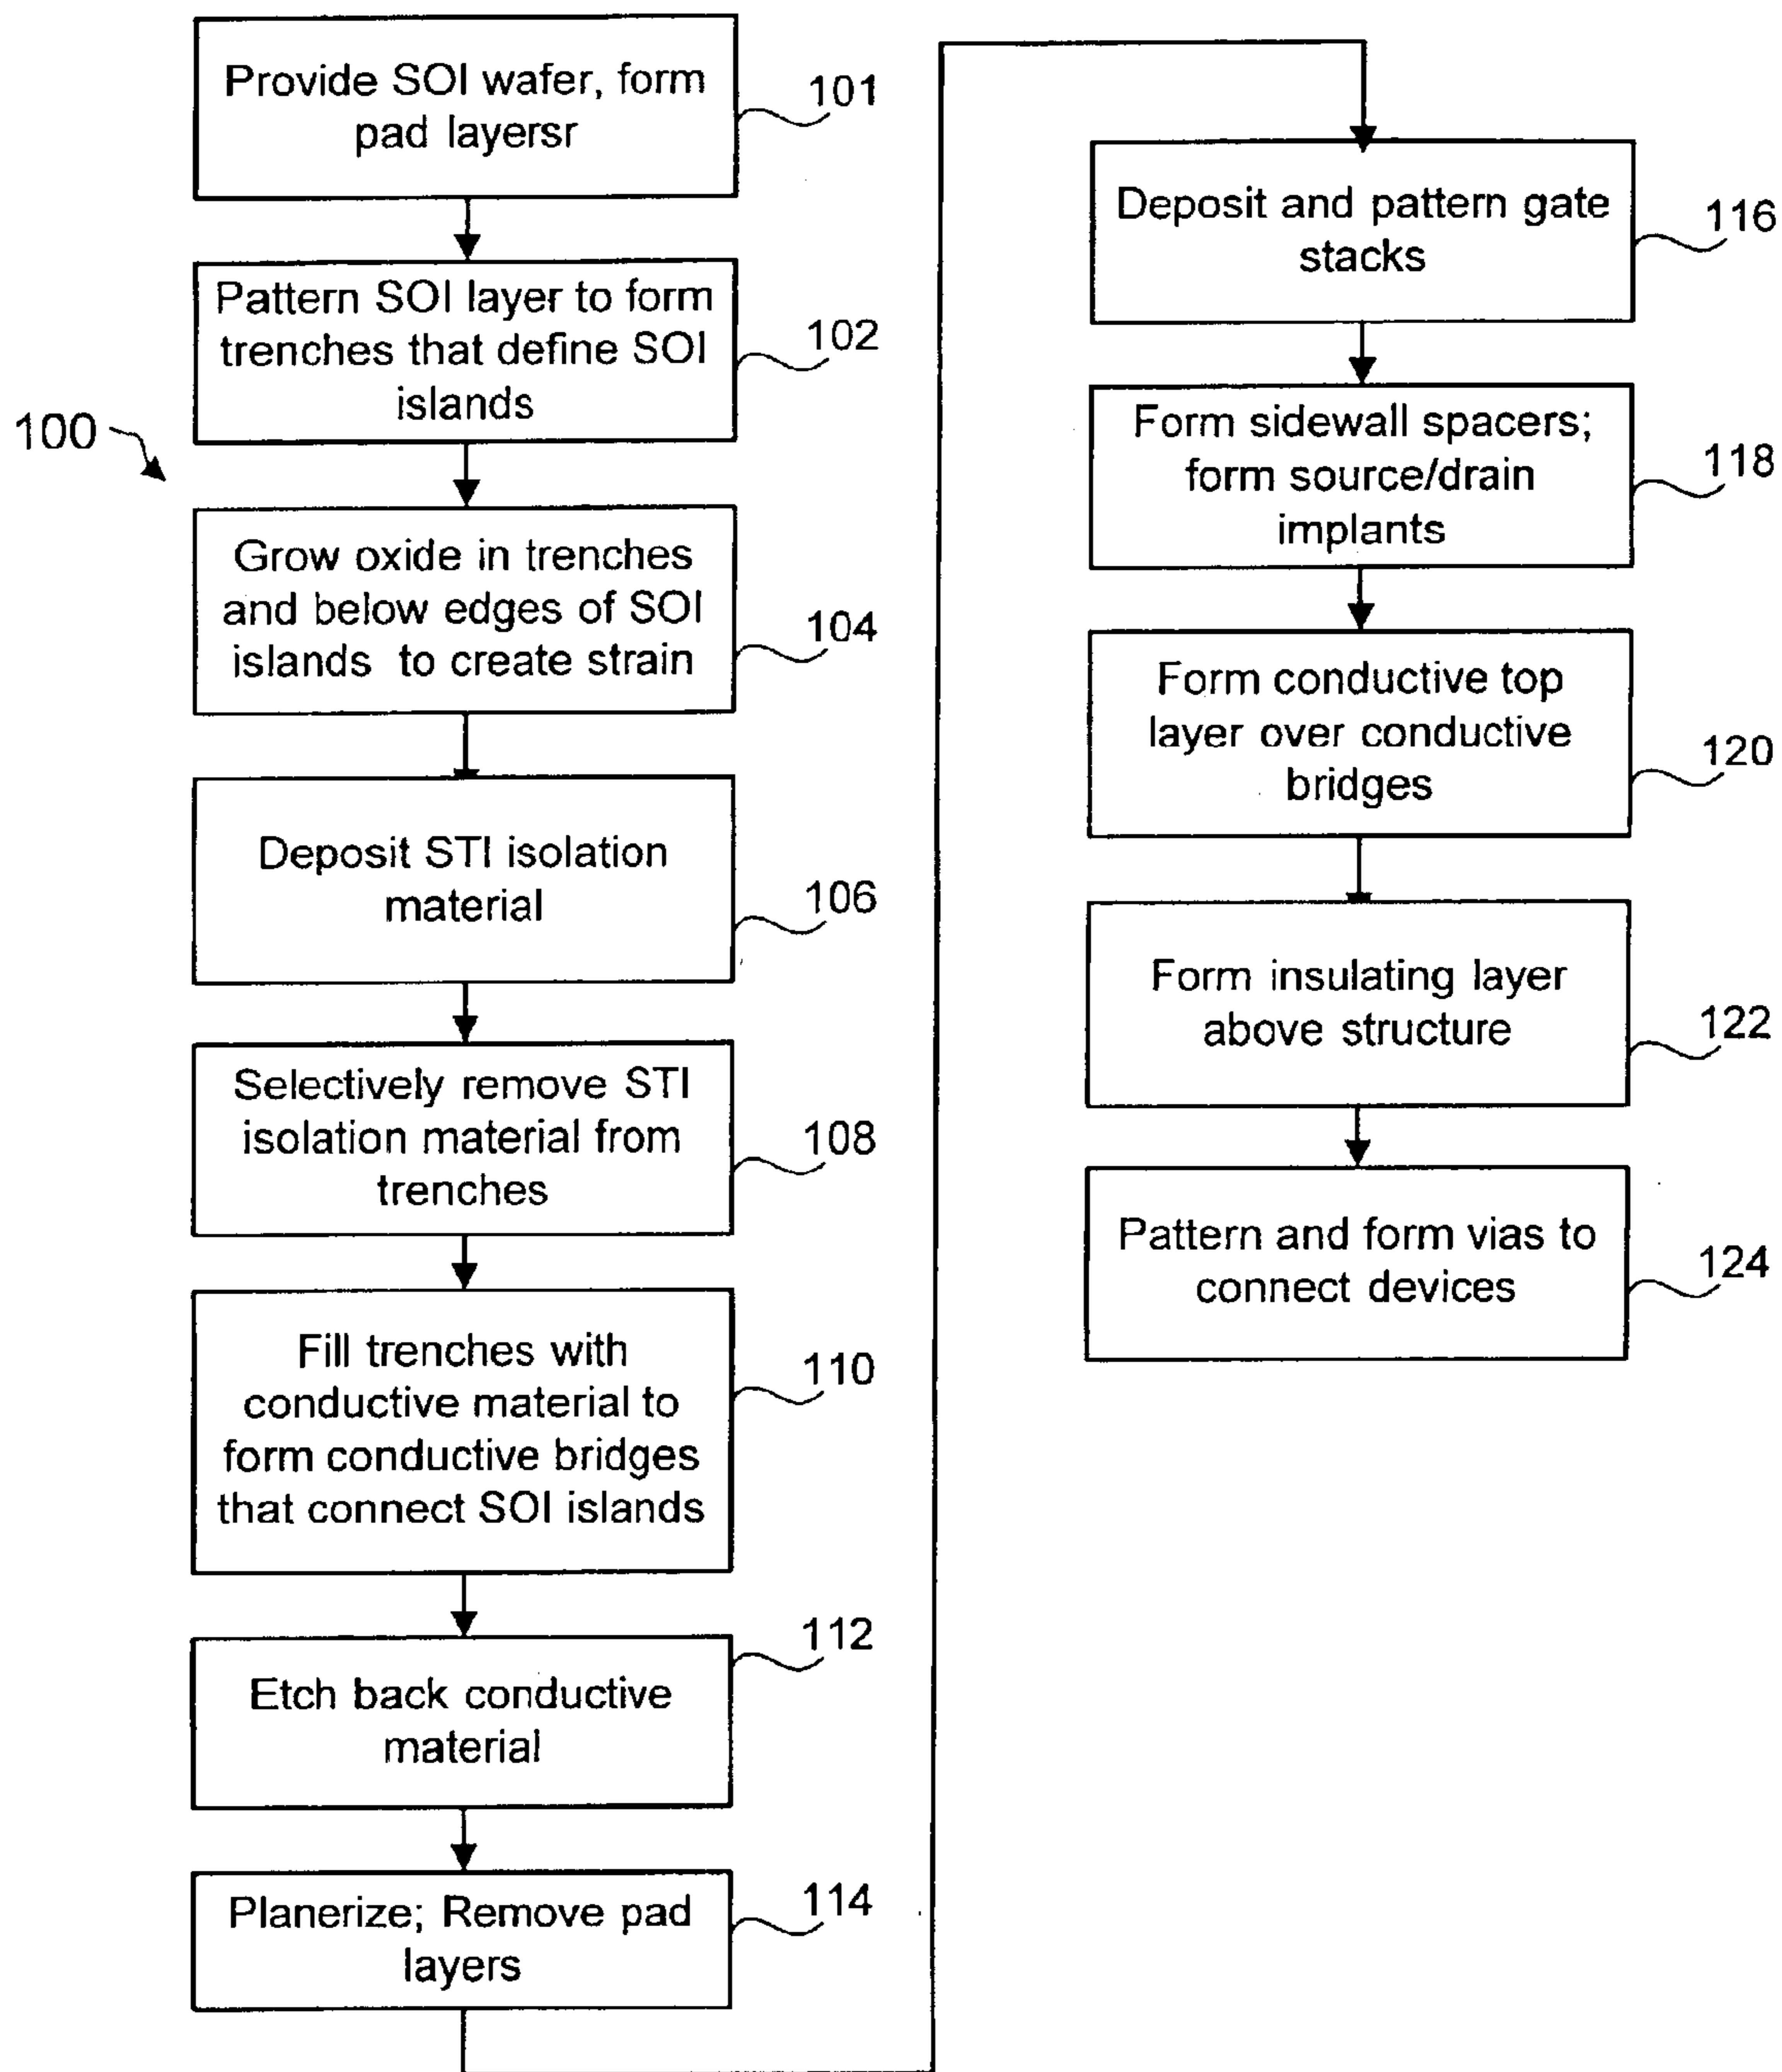 Provide SOI wafer, form
pad layersr
101
Pattern SOI layer to form
trenches that define SOI
islands
102
100
Grow oxide in trenches
and below edges of SOI
islands to create strain
104
Deposit STI isolation
material
106
Selectively remove STI
isolation material from
trenches
108
Fill trenches with
conductive material to
form conductive bridges
that connect SOI islands
110
Etch back conductive
material
112
Planerize; Remove pad
layers
114
Deposit and pattern gate
stacks
116
Form sidewall spacers;
form source/drain
implants
118
Form conductive top
layer over conductive
bridges
120
Form insulating layer
above structure
122
Pattern and form vias to
connect devices
124